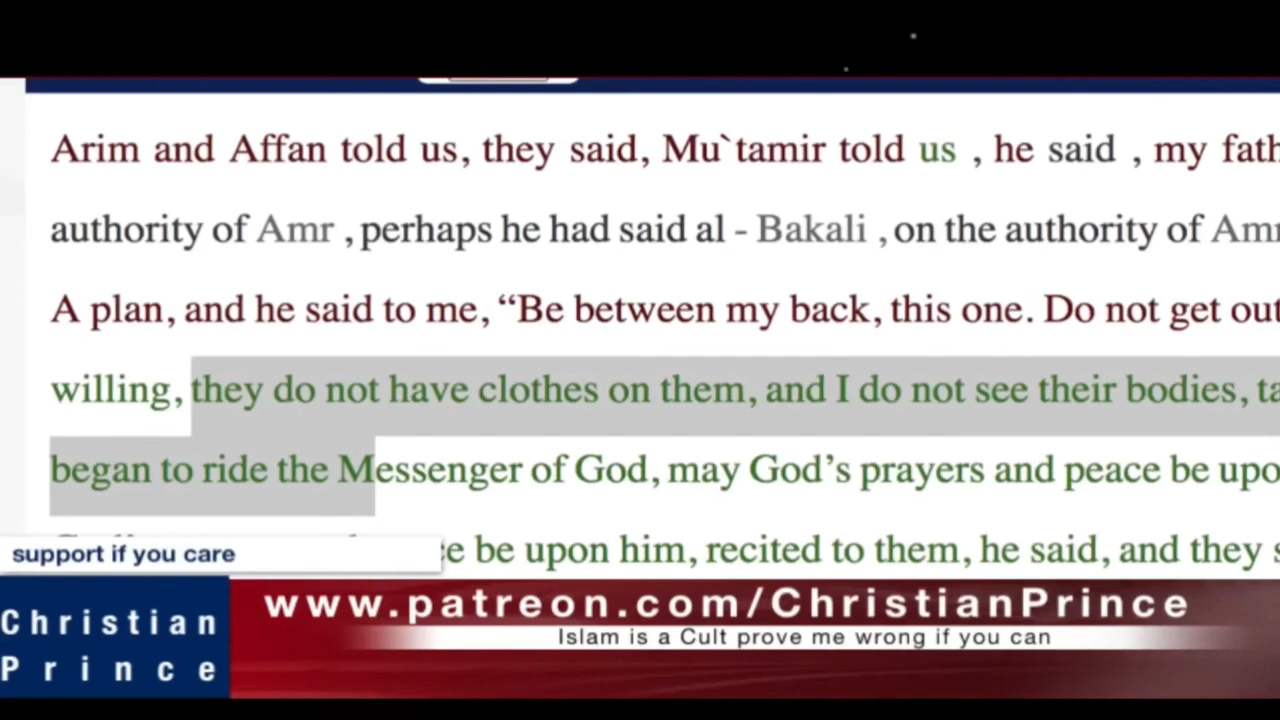 Arim and Affan told us, they said, Mu`tamir told us , he said , my
authority of Amr , perhaps he had said al - Bakali , on the authority of
A plan, and he said to me, “Be between my back, this one. Do not get out
willing, they do not have clothes on them, and I do not see their bodies,
began to ride the Messenger of God, may God’s prayers and peace be
be upon him, recited to them, he said, and they
support if you care
Christian
Prince
www.patreon.com/ChristianPrince
Islam is a Cult prove me wrong if you can